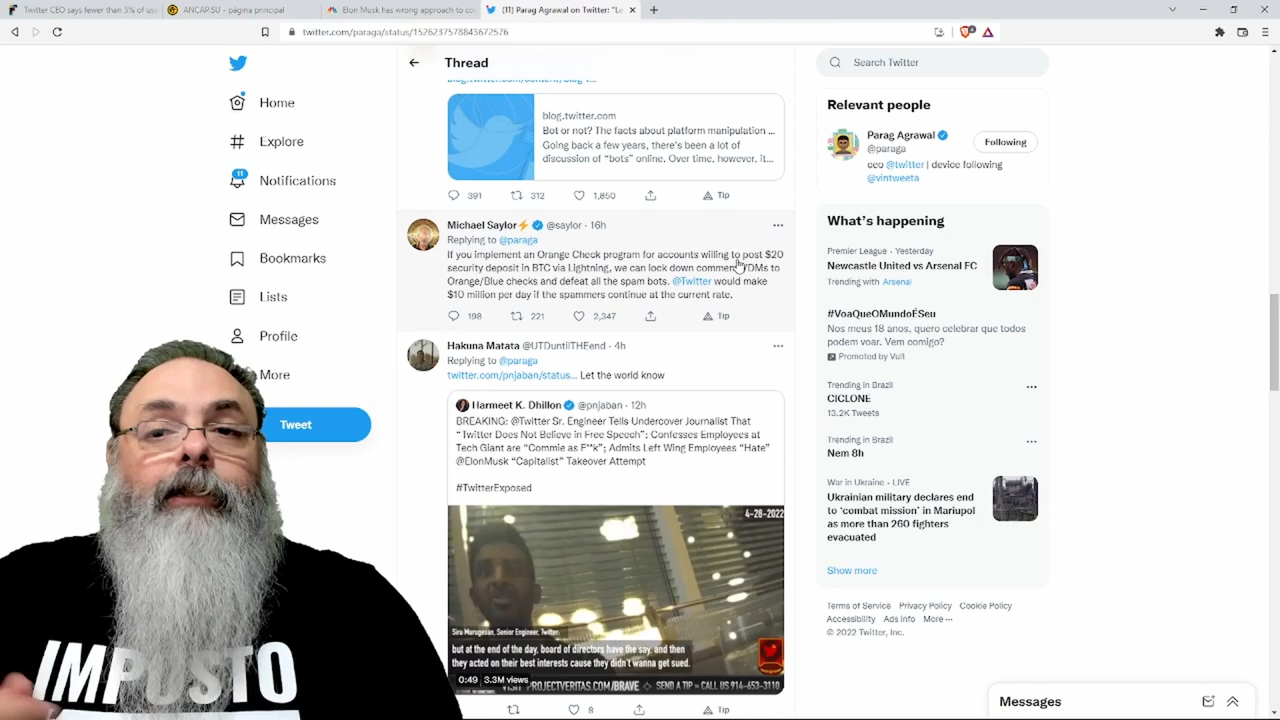 Twitter CEO says fewer than 5% of use
ANCAP.SU - página principal
Elon Musk has wrong approach to co
(11) Parag Agrawal on Twitter: "Le
twitter.com/paraga/status/1526237578843672576
Home
Explore
11
Notifications
Messages
Bookmarks
Lists
Profile
More
Tweet
Thread
blog.twitter.com
Bot or not? The facts about platform manipulation ...
Going back a few years, there's been a lot of
discussion of "bots" online. Over time, however, it...
391
312
1,850
Tip
Michael Saylor⚡ @saylor · 16h
Replying to @paraga
If you implement an Orange Check program for accounts willing to post $20
security deposit in BTC via Lightning, we can lock down comments/DMs to
Orange/Blue checks and defeat all the spam bots. @Twitter would make
$10 million per day if the spammers continue at the current rate.
198
221
2,347
Tip
Hakuna Matata @UTDuntilTHEend · 4h
Replying to @paraga
twitter.com/pnjaban/status... Let the world know
Harmeet K. Dhillon @pnjaban · 12h
BREAKING: @Twitter Sr. Engineer Tells Undercover Journalist That
"Twitter Does Not Believe in Free Speech"; Confesses Employees at
Tech Giant are "Commie as F**k"; Admits Left Wing Employees "Hate"
@ElonMusk "Capitalist" Takeover Attempt
#TwitterExposed
4-28-2022
Siru Murugesan, Senior Engineer, Twitter:
but at the end of the day, board of directors have the say, and then
they acted on their best interests cause they didn't wanna get sued.
0:49
3.3M views
VISIT PROJECTVERITAS.COM/BRAVE
SEND A TIP - CALL US 914-653-3110
8
Tip
Search Twitter
Relevant people
Parag Agrawal
@paraga
Following
ceo @twitter | device following
@vintweeta
What's happening
Premier League · Yesterday
Newcastle United vs Arsenal FC
Trending with Arsenal
#VoaQueOMundoÉSeu
Nos meus 18 anos, quero celebrar que todos
podem voar. Vem comigo?
Promoted by Vult
Trending in Brazil
CICLONE
13.2K Tweets
Trending in Brazil
Nem 8h
War in Ukraine · LIVE
Ukrainian military declares end
to 'combat mission' in Mariupol
as more than 260 fighters
evacuated
Show more
Terms of Service Privacy Policy Cookie Policy
Accessibility Ads info More ···
© 2022 Twitter, Inc.
Messages
IMPOSTO